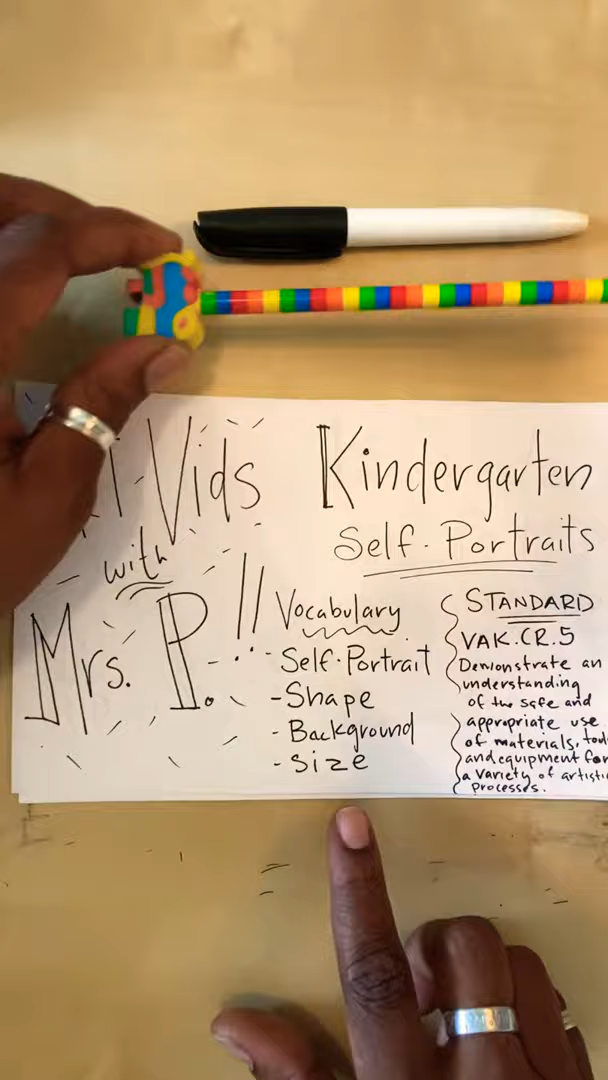 Vids
with
Mrs. P.!!
Kindergarten
Self-Portraits
Vocabulary
- Self-Portrait
- Shape
- Background
- Size
STANDARD
VAK.CR.5
Demonstrate an
understanding
of the safe and
appropriate use
of materials, tools
and equipment for
a variety of artistic
processes.